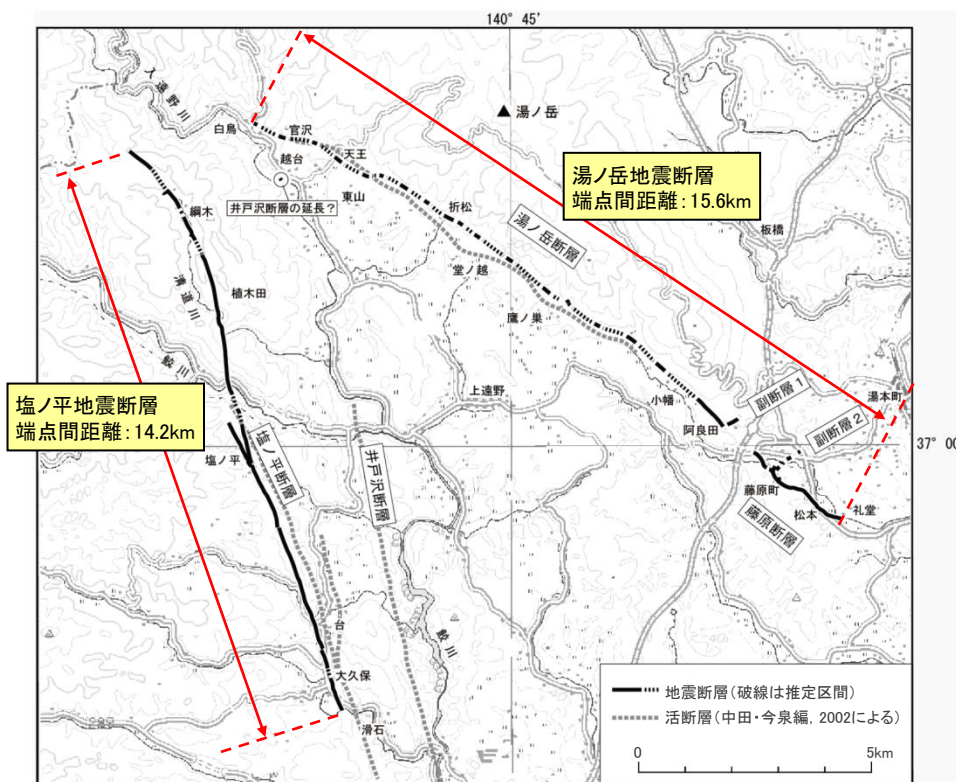 140° 45′
入遠野川
湯ノ岳
白鳥
官沢
天王
越台
湯ノ岳地震断層
端点間距離：15.6km
東山
井戸沢断層の延長？
折松
湯ノ岳断層
板橋
綱木
堂ノ越
植木田
清道川
鷹ノ巣
鮫川
上遠野
小幡
副断層1
湯本町
塩ノ平地震断層
端点間距離：14.2km
阿良田
副断層2
37° 00
塩ノ平
塩ノ平断層
井戸沢断層
藤原町
松本
礼堂
藤原断層
台
鮫川
大久保
滑石
地震断層（破線は推定区間）
活断層（中田・今泉編，2002による）
0
5km